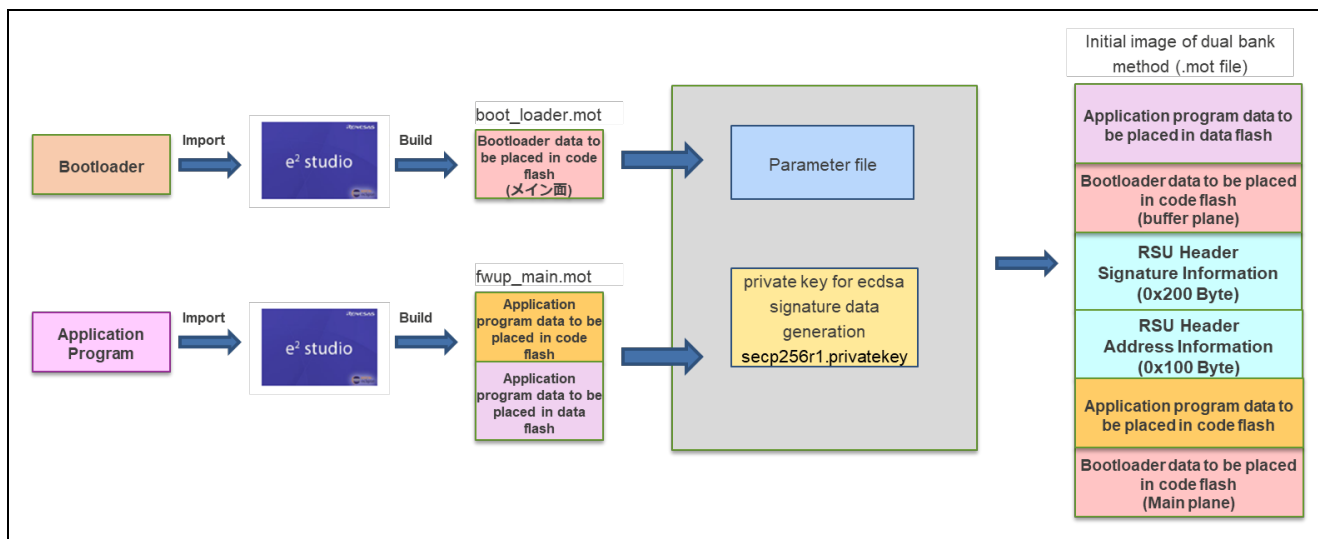 Bootloader
Import
RENESAS
e² studio
Build
boot_loader.mot
Bootloader data to
be placed in code
flash
(メイン面)
Application
Program
Import
RENESAS
e² studio
Build
fwup_main.mot
Application
program data to be
placed in code
flash
Application
program data to be
placed in data
flash
Parameter file
private key for ecdsa
signature data
generation
secp256r1.privatekey
Initial image of dual bank
method (.mot file)
Application program data to
be placed in data flash
Bootloader data to be placed
in code flash
(buffer plane)
RSU Header
Signature Information
(0x200 Byte)
RSU Header
Address Information
(0x100 Byte)
Application program data to
be placed in code flash
Bootloader data to be placed
in code flash
(Main plane)